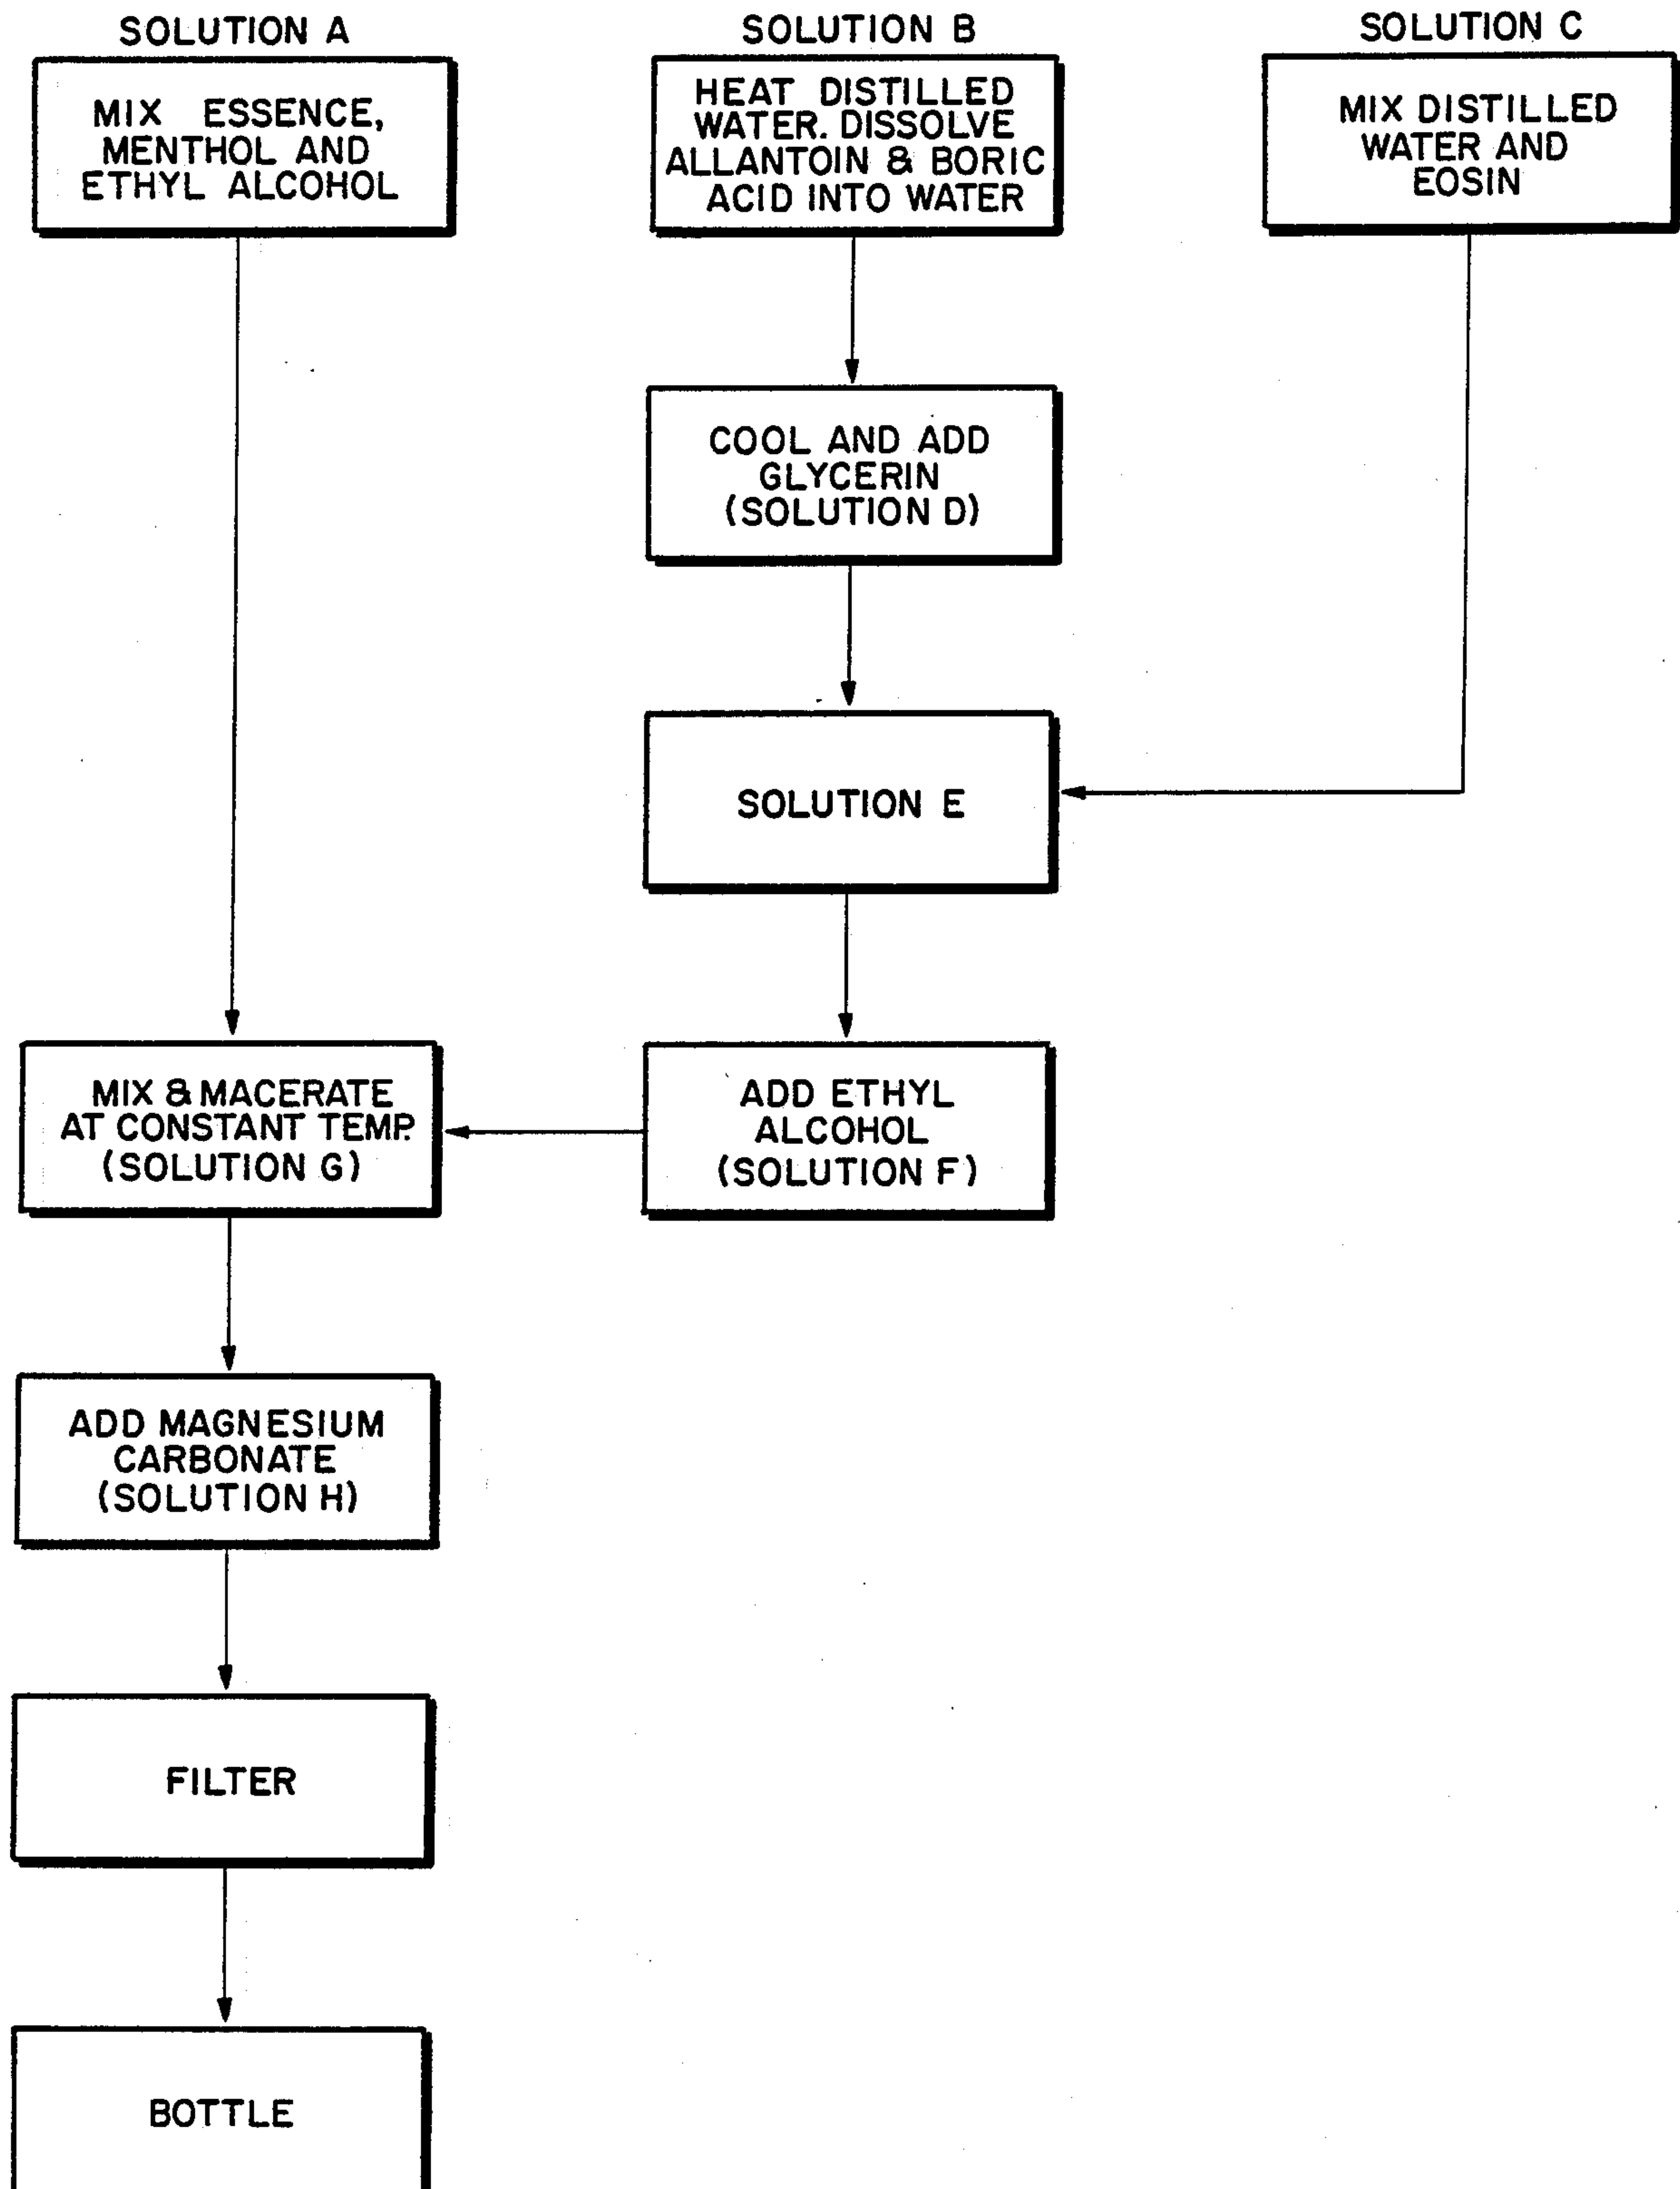 SOLUTION A
MIX ESSENCE,
MENTHOL AND
ETHYL ALCOHOL
SOLUTION B
HEAT DISTILLED
WATER. DISSOLVE
ALLANTOIN & BORIC
ACID INTO WATER
SOLUTION C
MIX DISTILLED
WATER AND
EOSIN
COOL AND ADD
GLYCERIN
(SOLUTION D)
SOLUTION E
MIX & MACERATE
AT CONSTANT TEMP.
(SOLUTION G)
ADD ETHYL
ALCOHOL
(SOLUTION F)
ADD MAGNESIUM
CARBONATE
(SOLUTION H)
FILTER
BOTTLE